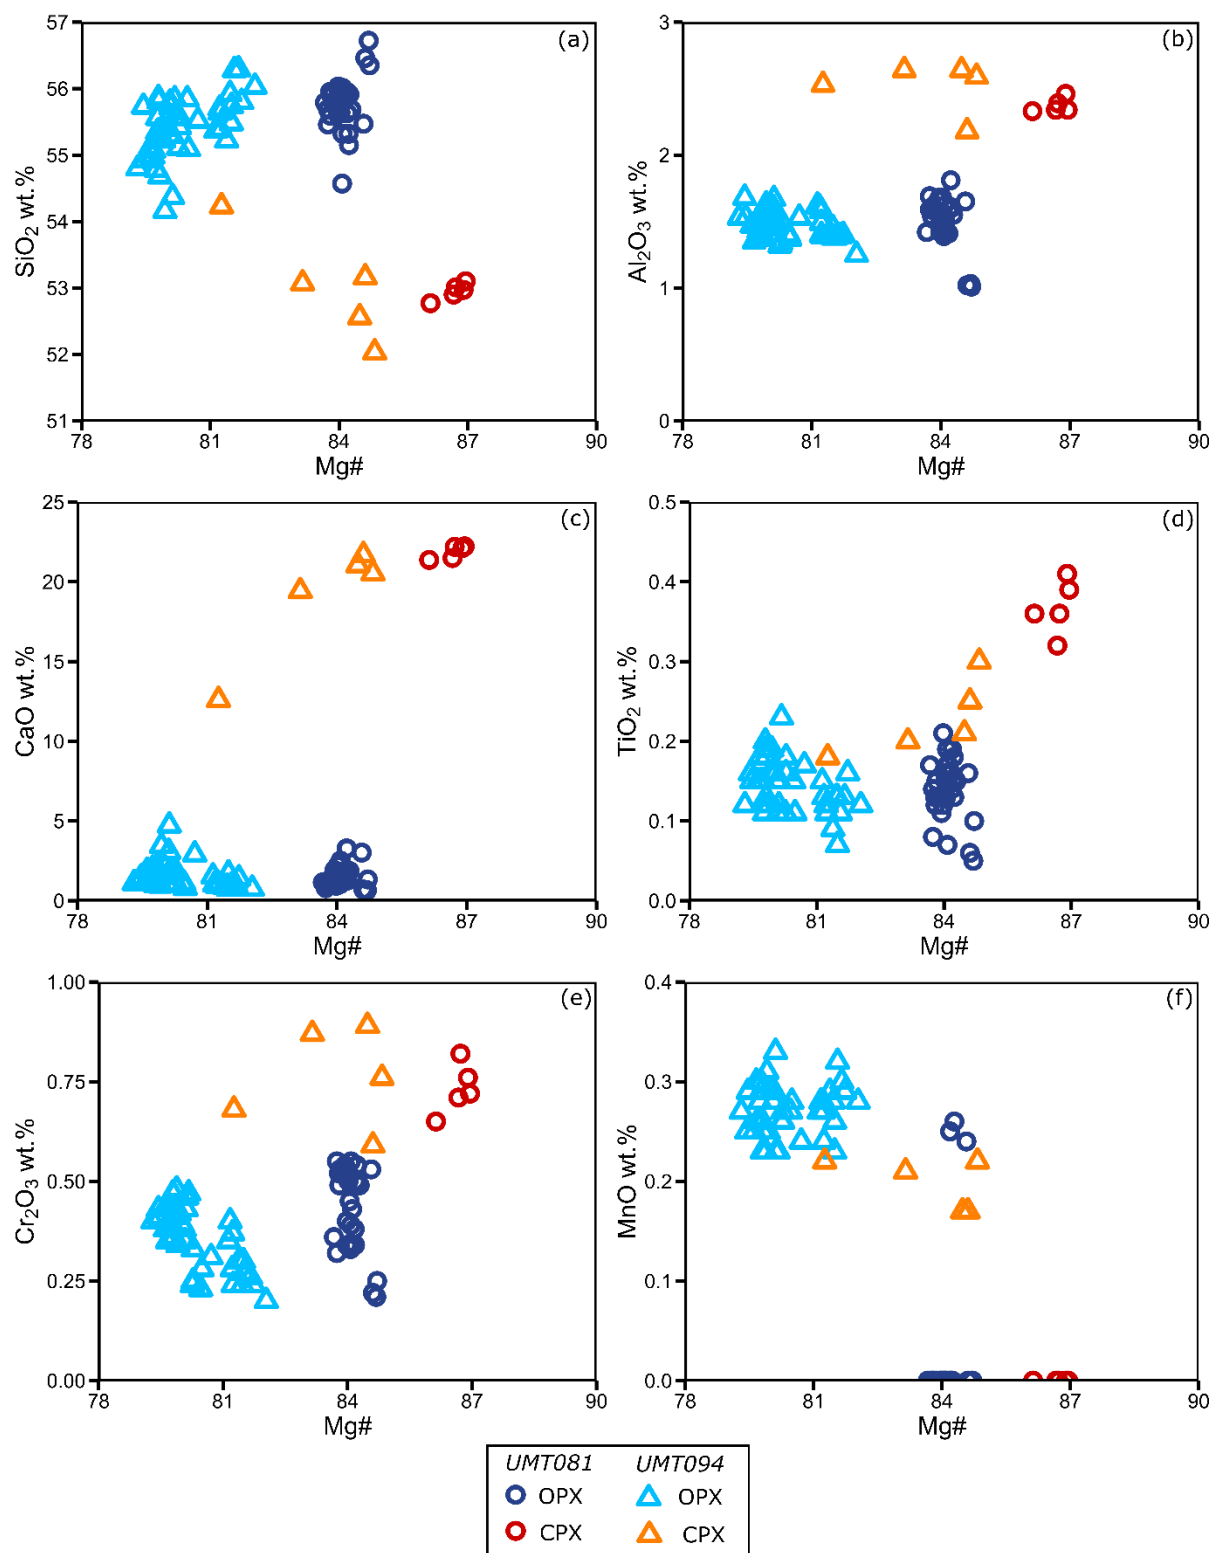 (a)
57
56
55
54
53
52
51
SiO₂ wt.%
78 81 84 87 90
Mg#
(b)
3
2
1
0
Al₂O₃ wt.%
78 81 84 87 90
Mg#
(c)
25
20
15
10
5
0
CaO wt.%
78 81 84 87 90
Mg#
(d)
0.5
0.4
0.3
0.2
0.1
0.0
TiO₂ wt.%
78 81 84 87 90
Mg#
(e)
1.00
0.75
0.50
0.25
0.00
Cr₂O₃ wt.%
78 81 84 87 90
Mg#
(f)
0.4
0.3
0.2
0.1
0.0
MnO wt.%
78 81 84 87 90
Mg#
UMT081 UMT094
OPX OPX
CPX CPX